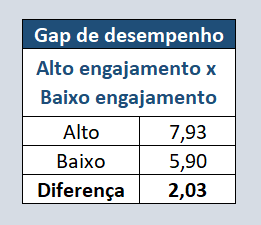 Gap de desempenho
Alto engajamento x
Baixo engajamento
Alto 7,93
Baixo 5,90
Diferença 2,03